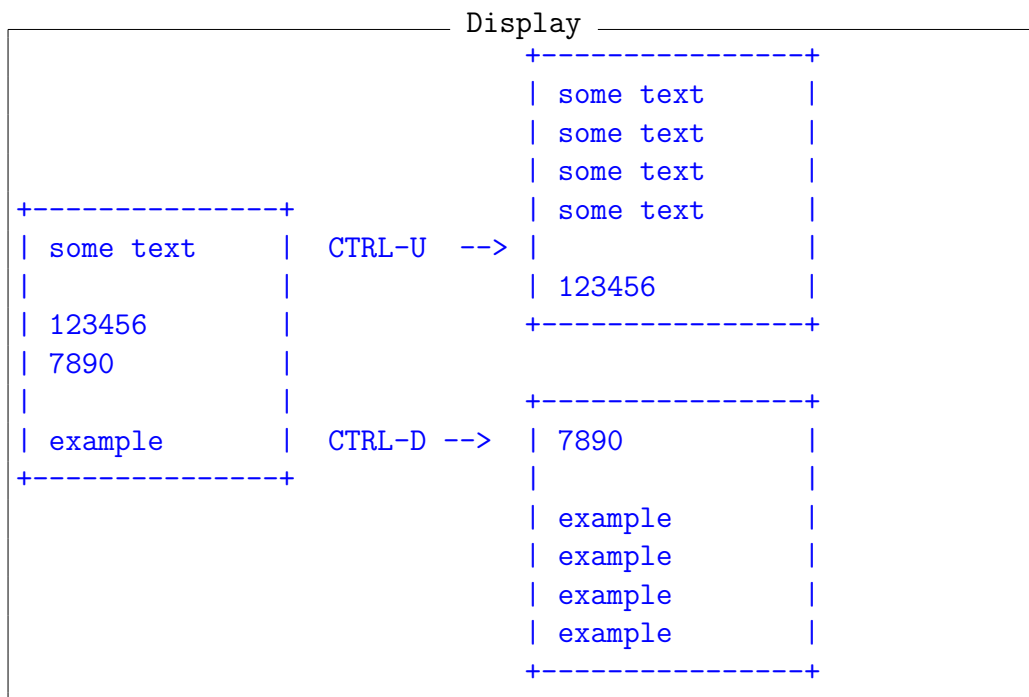 Display
                               +----------------+
                               | some text      |
                               | some text      |
                               | some text      |
+---------------+              | some text      |
| some text     |  CTRL-U  --> |                |
|               |              | 123456         |
| 123456        |              +----------------+
| 7890          |
|               |              +----------------+
| example       |  CTRL-D -->  | 7890           |
+---------------+              |                |
                               | example        |
                               | example        |
                               | example        |
                               | example        |
                               +----------------+